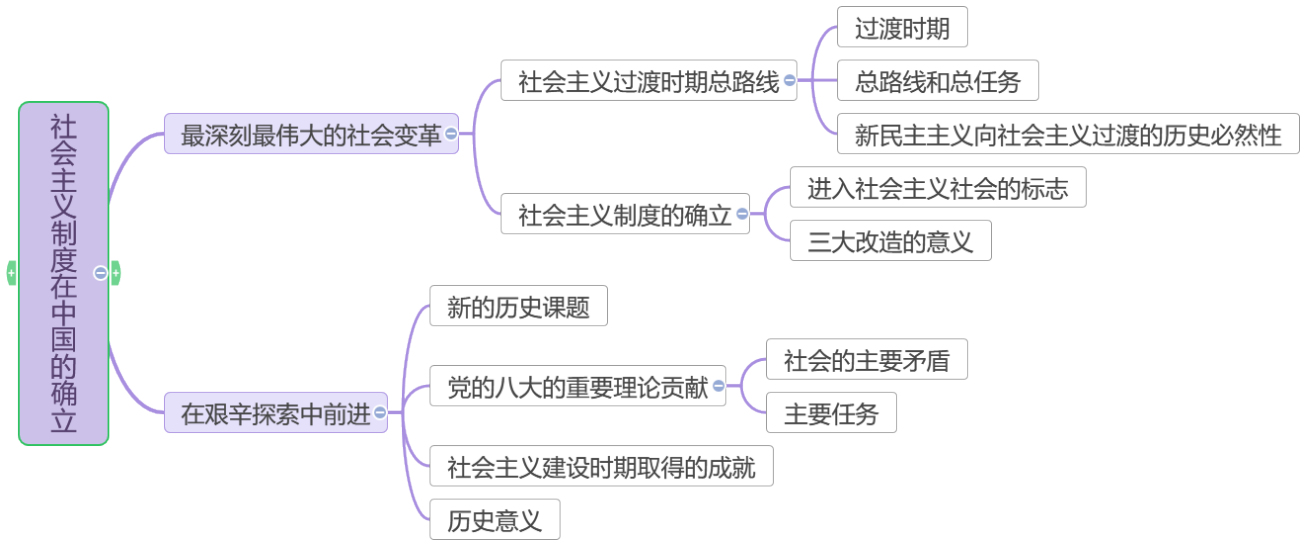 社会主义制度在中国的确立
最深刻最伟大的社会变革
社会主义过渡时期总路线
过渡时期
总路线和总任务
新民主主义向社会主义过渡的历史必然性
社会主义制度的确立
进入社会主义社会的标志
三大改造的意义
在艰辛探索中前进
新的历史课题
党的八大的重要理论贡献
社会的主要矛盾
主要任务
社会主义建设时期取得的成就
历史意义